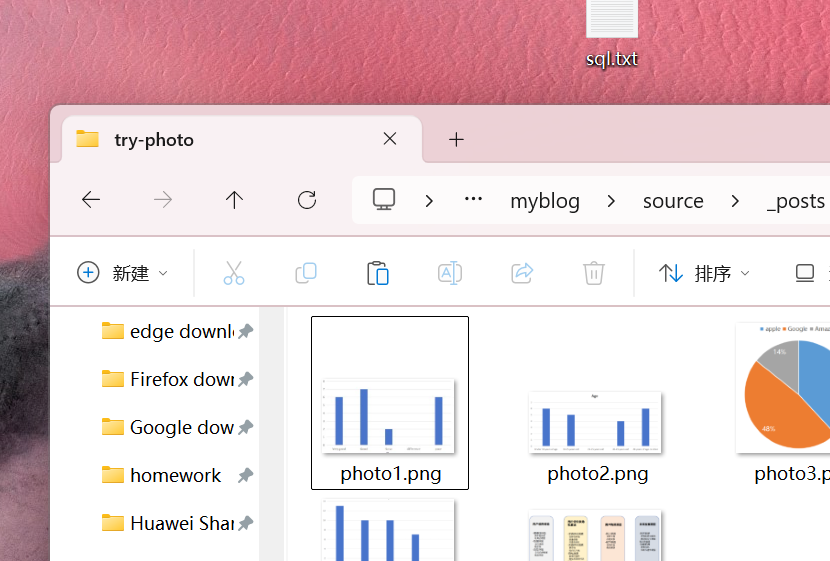 sql.txt
try-photo
myblog
source
_posts
新建
排序
edge downl
Firefox dowr
Google dow
homework
Huawei Shar
photo1.png
photo2.png
photo3.p
Age
apple Google Amaz
14%
48%